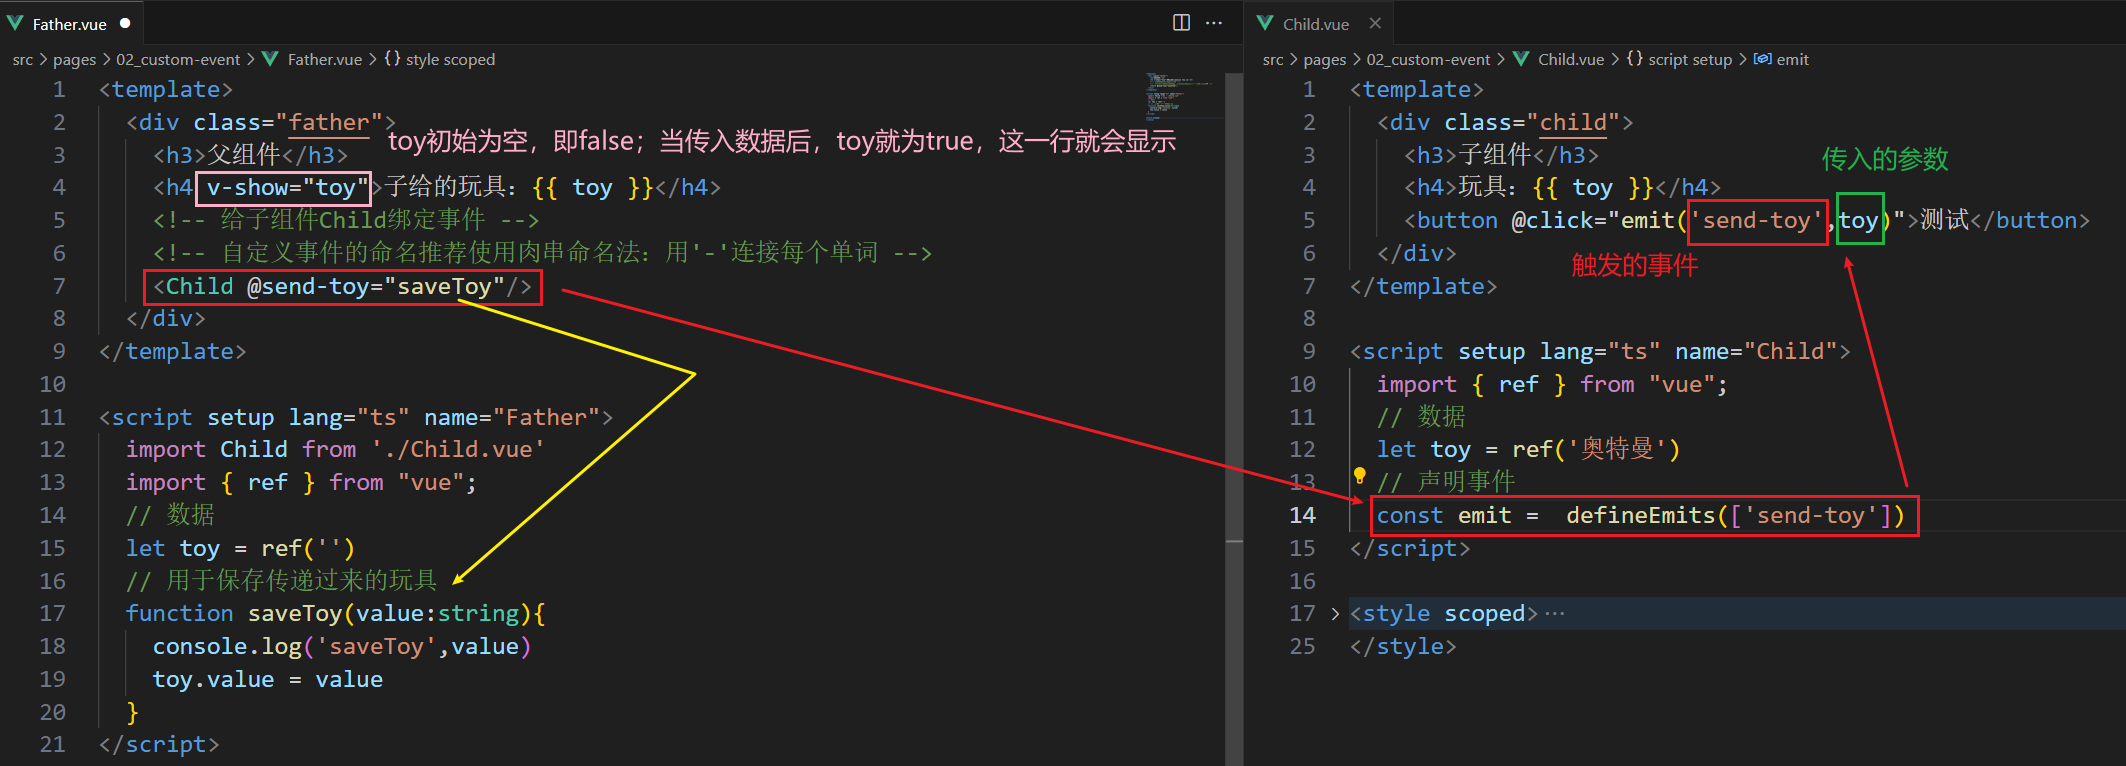 Father.vue
src > pages > 02_custom-event > Father.vue > {} style scoped
1 <template>
2 <div class="father">
toy初始为空，即false；当传入数据后，toy就为true，这一行就会显示
3 <h3>父组件</h3>
4 <h4 v-show="toy">子给的玩具：{{ toy }}</h4>
5 <!-- 给子组件Child绑定事件 -->
6 <!-- 自定义事件的命名推荐使用肉串命名法：用'-'连接每个单词 -->
7 <Child @send-toy="saveToy"/>
8 </div>
9 </template>
10
11 <script setup lang="ts" name="Father">
12 import Child from './Child.vue'
13 import { ref } from "vue";
14 // 数据
15 let toy = ref('')
16 // 用于保存传递过来的玩具
17 function saveToy(value:string){
18 console.log('saveToy',value)
19 toy.value = value
20 }
21 </script>
Child.vue
src > pages > 02_custom-event > Child.vue > {} script setup > emit
1 <template>
2 <div class="child">
3 <h3>子组件</h3>
传入的参数
4 <h4>玩具：{{ toy }}</h4>
5 <button @click="emit('send-toy',toy)">测试</button>
6 </div>
触发的事件
7 </template>
8
9 <script setup lang="ts" name="Child">
10 import { ref } from "vue";
11 // 数据
12 let toy = ref('奥特曼')
13 // 声明事件
14 const emit =  defineEmits(['send-toy'])
15 </script>
16
17 <style scoped>…
25 </style>